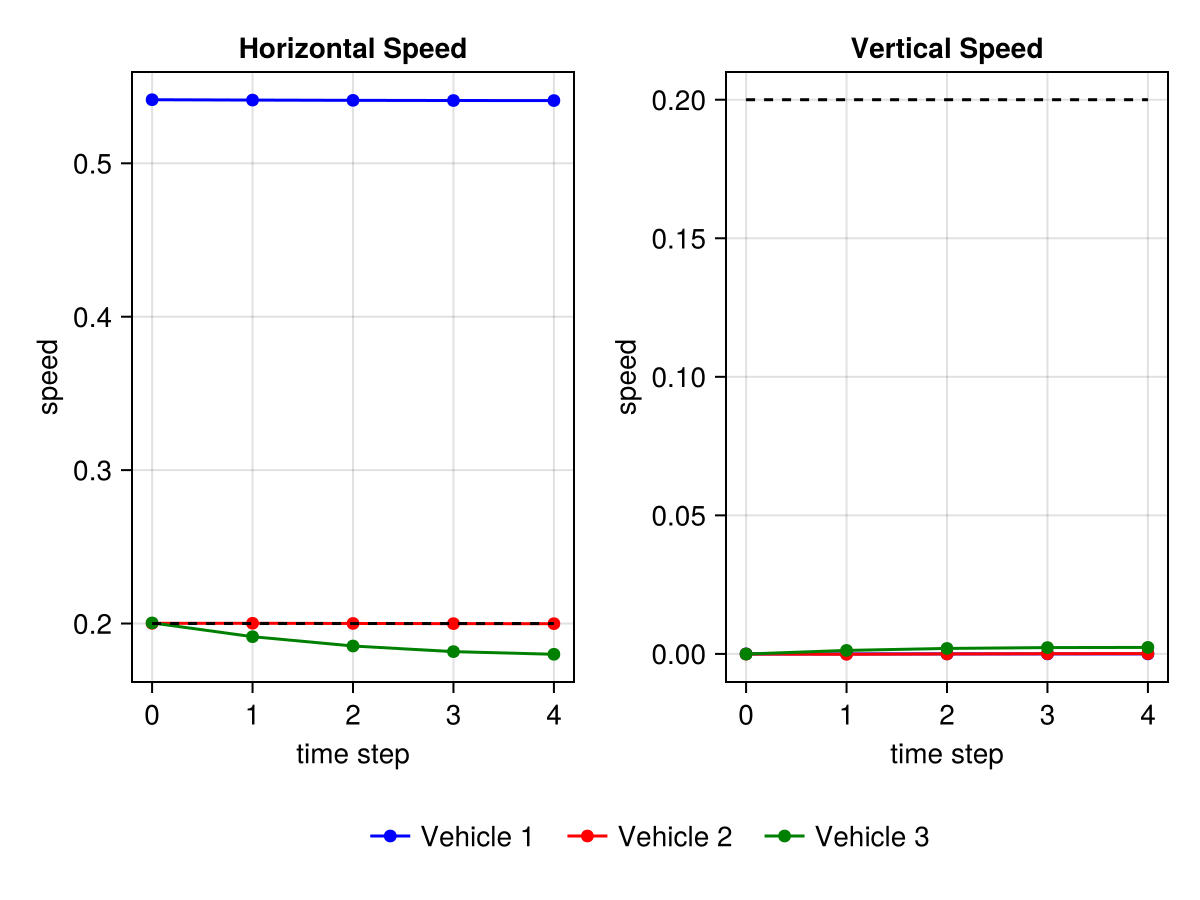 Horizontal Speed
0.5
0.4
0.3
0.2
speed
0 1 2 3 4
time step
Vertical Speed
0.20
0.15
0.10
0.05
0.00
speed
0 1 2 3 4
time step
Vehicle 1 Vehicle 2 Vehicle 3